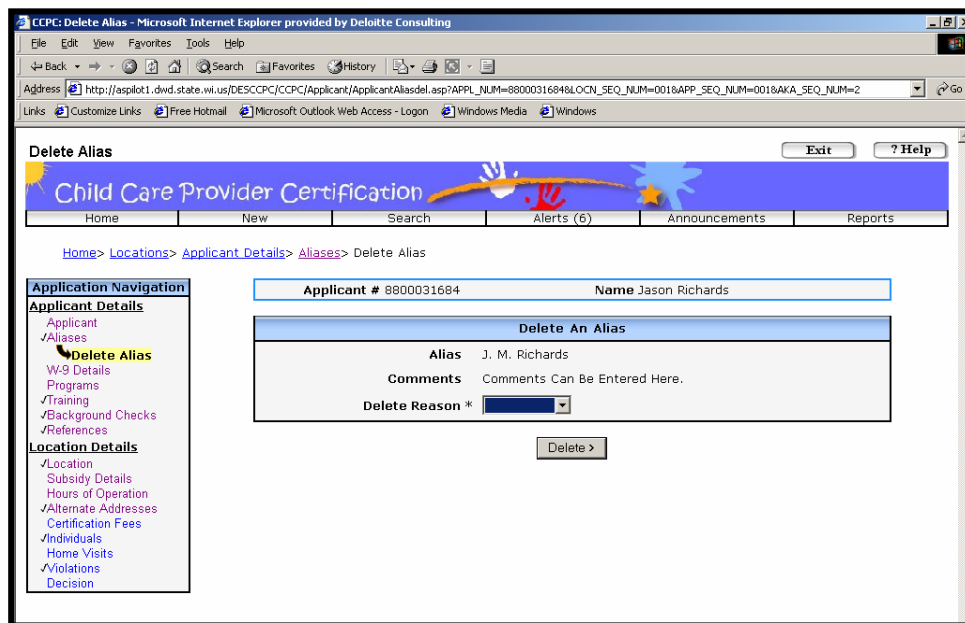 CCPC: Delete Alias - Microsoft Internet Explorer provided by Deloitte Consulting
File Edit View Favorites Tools Help
Back Search Favorites History
Address http://aspilot1.dwd.state.wi.us/DESCCPC/CCPC/Applicant/ApplicantAliasdel.asp?APPL_NUM=8800031684&LOCN_SEQ_NUM=001&APP_SEQ_NUM=001&AKA_SEQ_NUM=2 Go
Links Customize Links Free Hotmail Microsoft Outlook Web Access - Logon Windows Media Windows
Delete Alias Exit ? Help
Child Care Provider Certification
Home New Search Alerts (6) Announcements Reports
Home> Locations> Applicant Details> Aliases> Delete Alias
Application Navigation
Applicant Details
Applicant
√Aliases
Delete Alias
W-9 Details
Programs
√Training
√Background Checks
√References
Location Details
√Location
Subsidy Details
Hours of Operation
√Alternate Addresses
Certification Fees
√Individuals
Home Visits
√Violations
Decision
Applicant # 8800031684 Name Jason Richards
Delete An Alias
Alias J. M. Richards
Comments Comments Can Be Entered Here.
Delete Reason *
Delete >